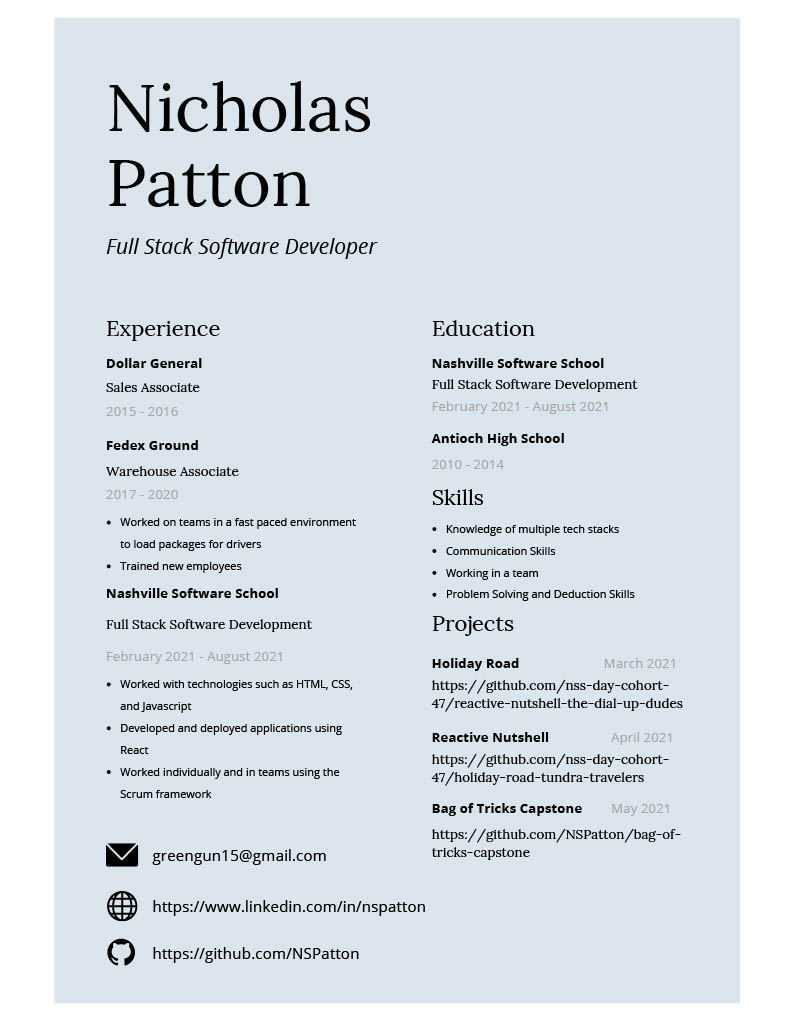 Nicholas
Patton
Full Stack Software Developer
Experience
Dollar General
Sales Associate
2015 - 2016
Fedex Ground
Warehouse Associate
2017 - 2020
• Worked on teams in a fast paced environment
to load packages for drivers
• Trained new employees
Nashville Software School
Full Stack Software Development
February 2021 - August 2021
• Worked with technologies such as HTML, CSS,
and Javascript
• Developed and deployed applications using
React
• Worked individually and in teams using the
Scrum framework
greengun15@gmail.com
https://www.linkedin.com/in/nspatton
https://github.com/NSPatton
Education
Nashville Software School
Full Stack Software Development
February 2021 - August 2021
Antioch High School
2010 - 2014
Skills
• Knowledge of multiple tech stacks
• Communication Skills
• Working in a team
• Problem Solving and Deduction Skills
Projects
Holiday Road March 2021
https://github.com/nss-day-cohort-
47/reactive-nutshell-the-dial-up-dudes
Reactive Nutshell April 2021
https://github.com/nss-day-cohort-
47/holiday-road-tundra-travelers
Bag of Tricks Capstone May 2021
https://github.com/NSPatton/bag-of-
tricks-capstone